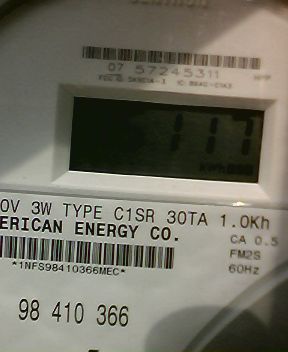 07 57245311
117
0V 3W TYPE C1SR 30TA 1.0Kh
ERICAN ENERGY CO.
CA 0.5
*1NFS98410366MEC*
FM2S
60Hz
98 410 366